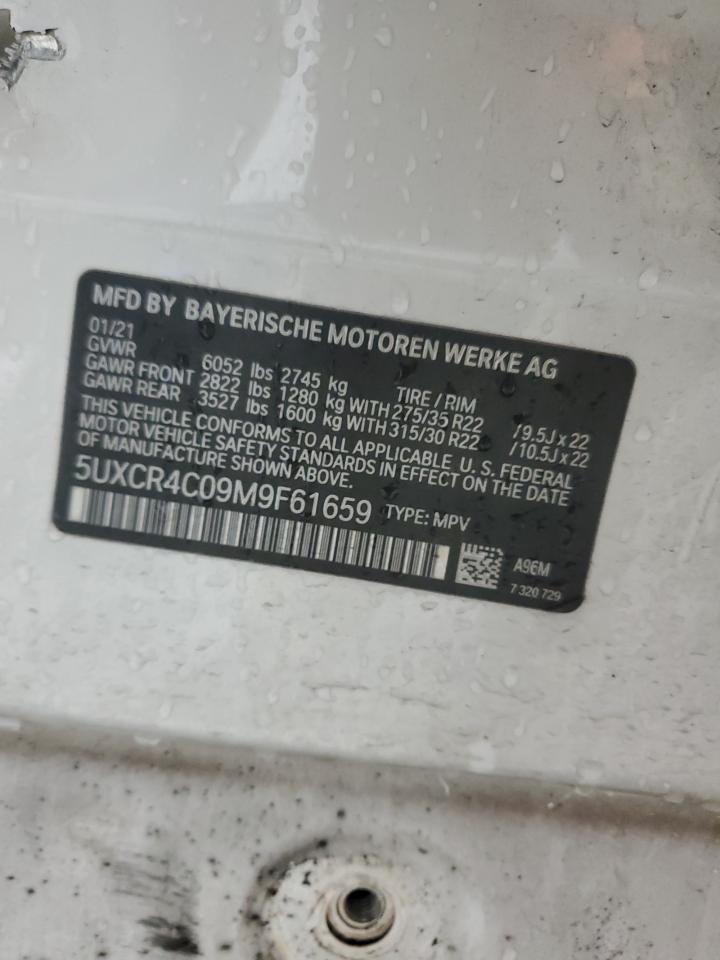 MFD BY BAYERISCHE MOTOREN WERKE AG
01/21
GVWR 6052 lbs 2745 kg TIRE / RIM
GAWR FRONT 2822 lbs 1280 kg WITH 275/35 R22 /9.5J x 22
GAWR REAR 3527 lbs 1600 kg WITH 315/30 R22 /10.5J x 22
THIS VEHICLE CONFORMS TO ALL APPLICABLE U. S. FEDERAL
MOTOR VEHICLE SAFETY STANDARDS IN EFFECT ON THE DATE
OF MANUFACTURE SHOWN ABOVE.
5UXCR4C09M9F61659 TYPE: MPV
A96M
7 320 729